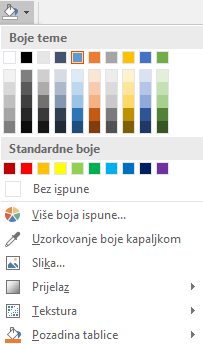 Boje teme
Standardne boje
Bez ispune
Više boja ispune...
Uzorkovanje boje kapaljkom
Slika...
Prijelaz
Tekstura
Pozadina tablice